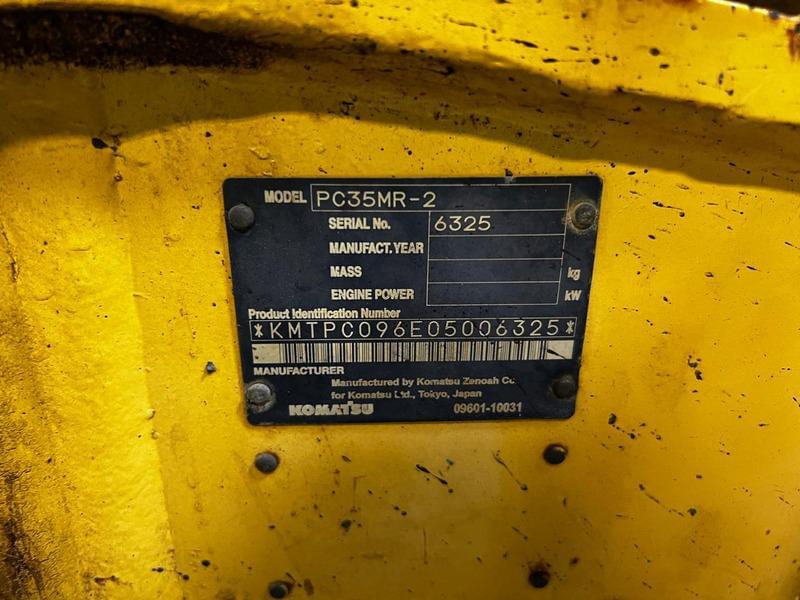 MODEL PC35MR-2
SERIAL No. 6325
MANUFACT. YEAR
MASS kg
ENGINE POWER kW
Product Identification Number
*KMTPC096E05006325*
MANUFACTURER
Manufactured by Komatsu Zenoah Co.
for Komatsu Ltd., Tokyo, Japan
KOMATSU 09601-10031